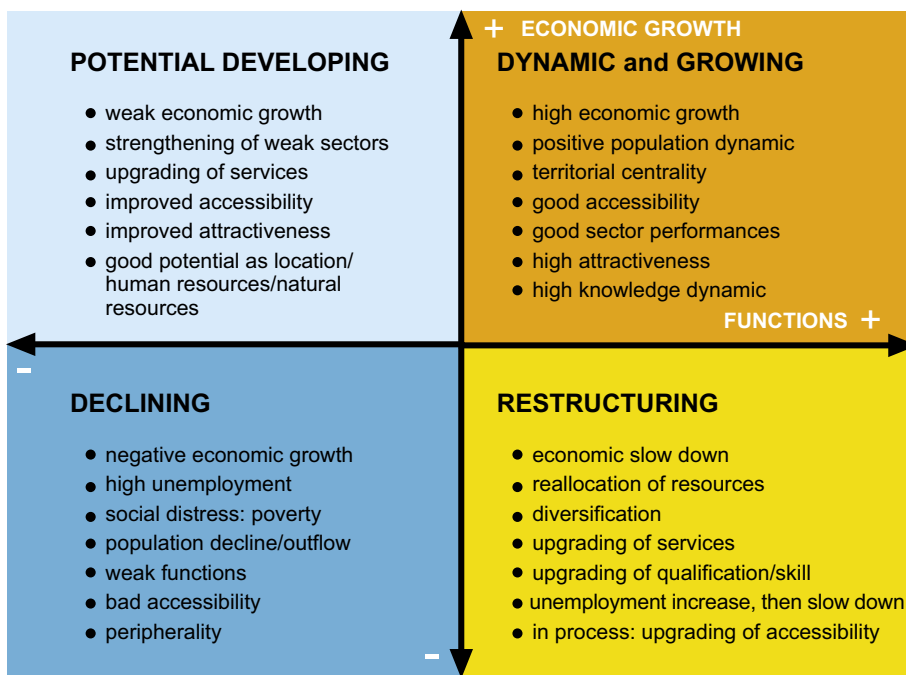 + ECONOMIC GROWTH
POTENTIAL DEVELOPING
• weak economic growth
• strengthening of weak sectors
• upgrading of services
• improved accessibility
• improved attractiveness
• good potential as location/
human resources/natural
resources
DYNAMIC and GROWING
• high economic growth
• positive population dynamic
• territorial centrality
• good accessibility
• good sector performances
• high attractiveness
• high knowledge dynamic
FUNCTIONS +
-
DECLINING
• negative economic growth
• high unemployment
• social distress: poverty
• population decline/outflow
• weak functions
• bad accessibility
• peripherality
-
RESTRUCTURING
• economic slow down
• reallocation of resources
• diversification
• upgrading of services
• upgrading of qualification/skill
• unemployment increase, then slow down
• in process: upgrading of accessibility